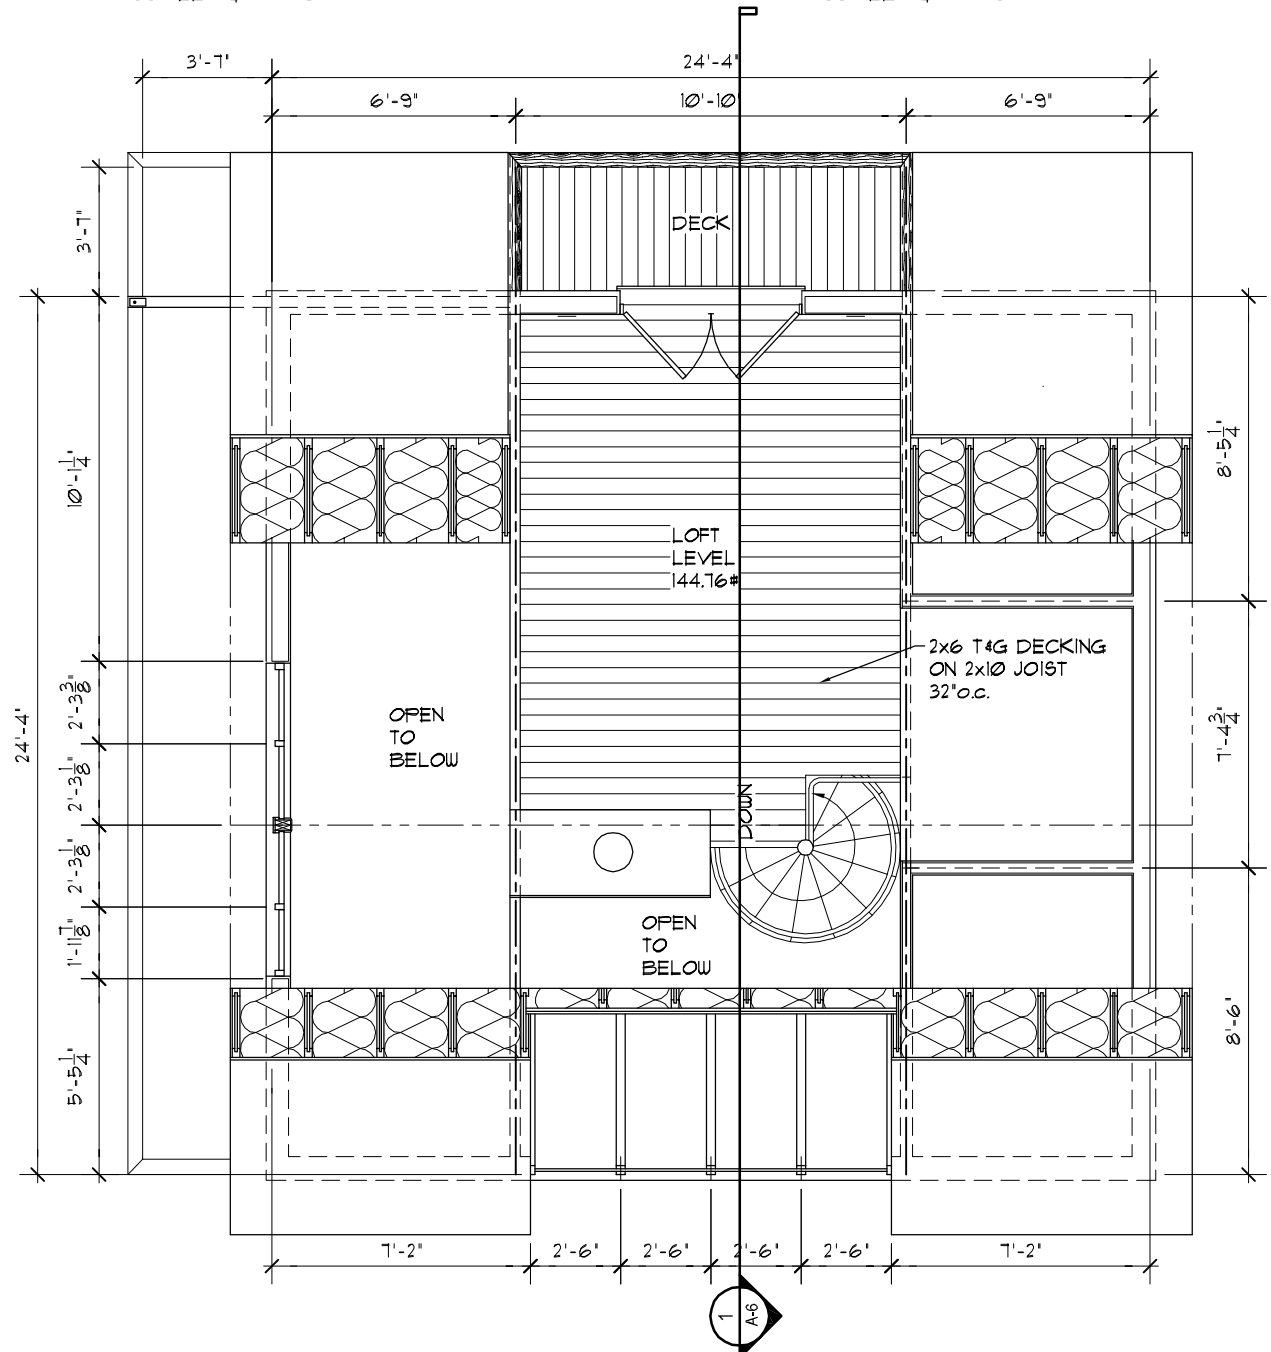 3'-7"
24'-4"
6'-9"
10'-10"
6'-9"
3'-7"
DECK
10'-1 1/4"
8'-5 1/4"
LOFT
LEVEL
144.76#
2x6 T&G DECKING
ON 2x10 JOIST
32"o.c.
24'-4"
2'-3 3/8"
OPEN
TO
BELOW
7'-4 3/4"
2'-3 1/8"
DOWN
2'-3 1/8"
1'-11 7/8"
OPEN
TO
BELOW
5'-5 1/4"
8'-6"
7'-2"
2'-6"
2'-6"
2'-6"
2'-6"
7'-2"
1
A-6